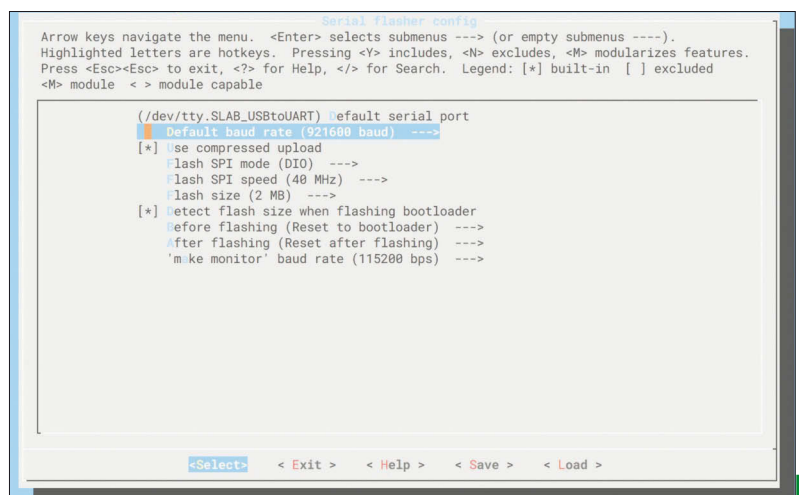 Serial flasher config
Arrow keys navigate the menu. <Enter> selects submenus ---> (or empty submenus ----).
Highlighted letters are hotkeys. Pressing <Y> includes, <N> excludes, <M> modularizes features.
Press <Esc><Esc> to exit, <?> for Help, </> for Search. Legend: [*] built-in [ ] excluded
<M> module < > module capable
(/dev/tty.SLAB_USBtoUART) Default serial port
Default baud rate (921600 baud) --->
[*] Use compressed upload
Flash SPI mode (DIO) --->
Flash SPI speed (40 MHz) --->
Flash size (2 MB) --->
[*] Detect flash size when flashing bootloader
Before flashing (Reset to bootloader) --->
After flashing (Reset after flashing) --->
'make monitor' baud rate (115200 bps) --->
<Select> < Exit > < Help > < Save > < Load >